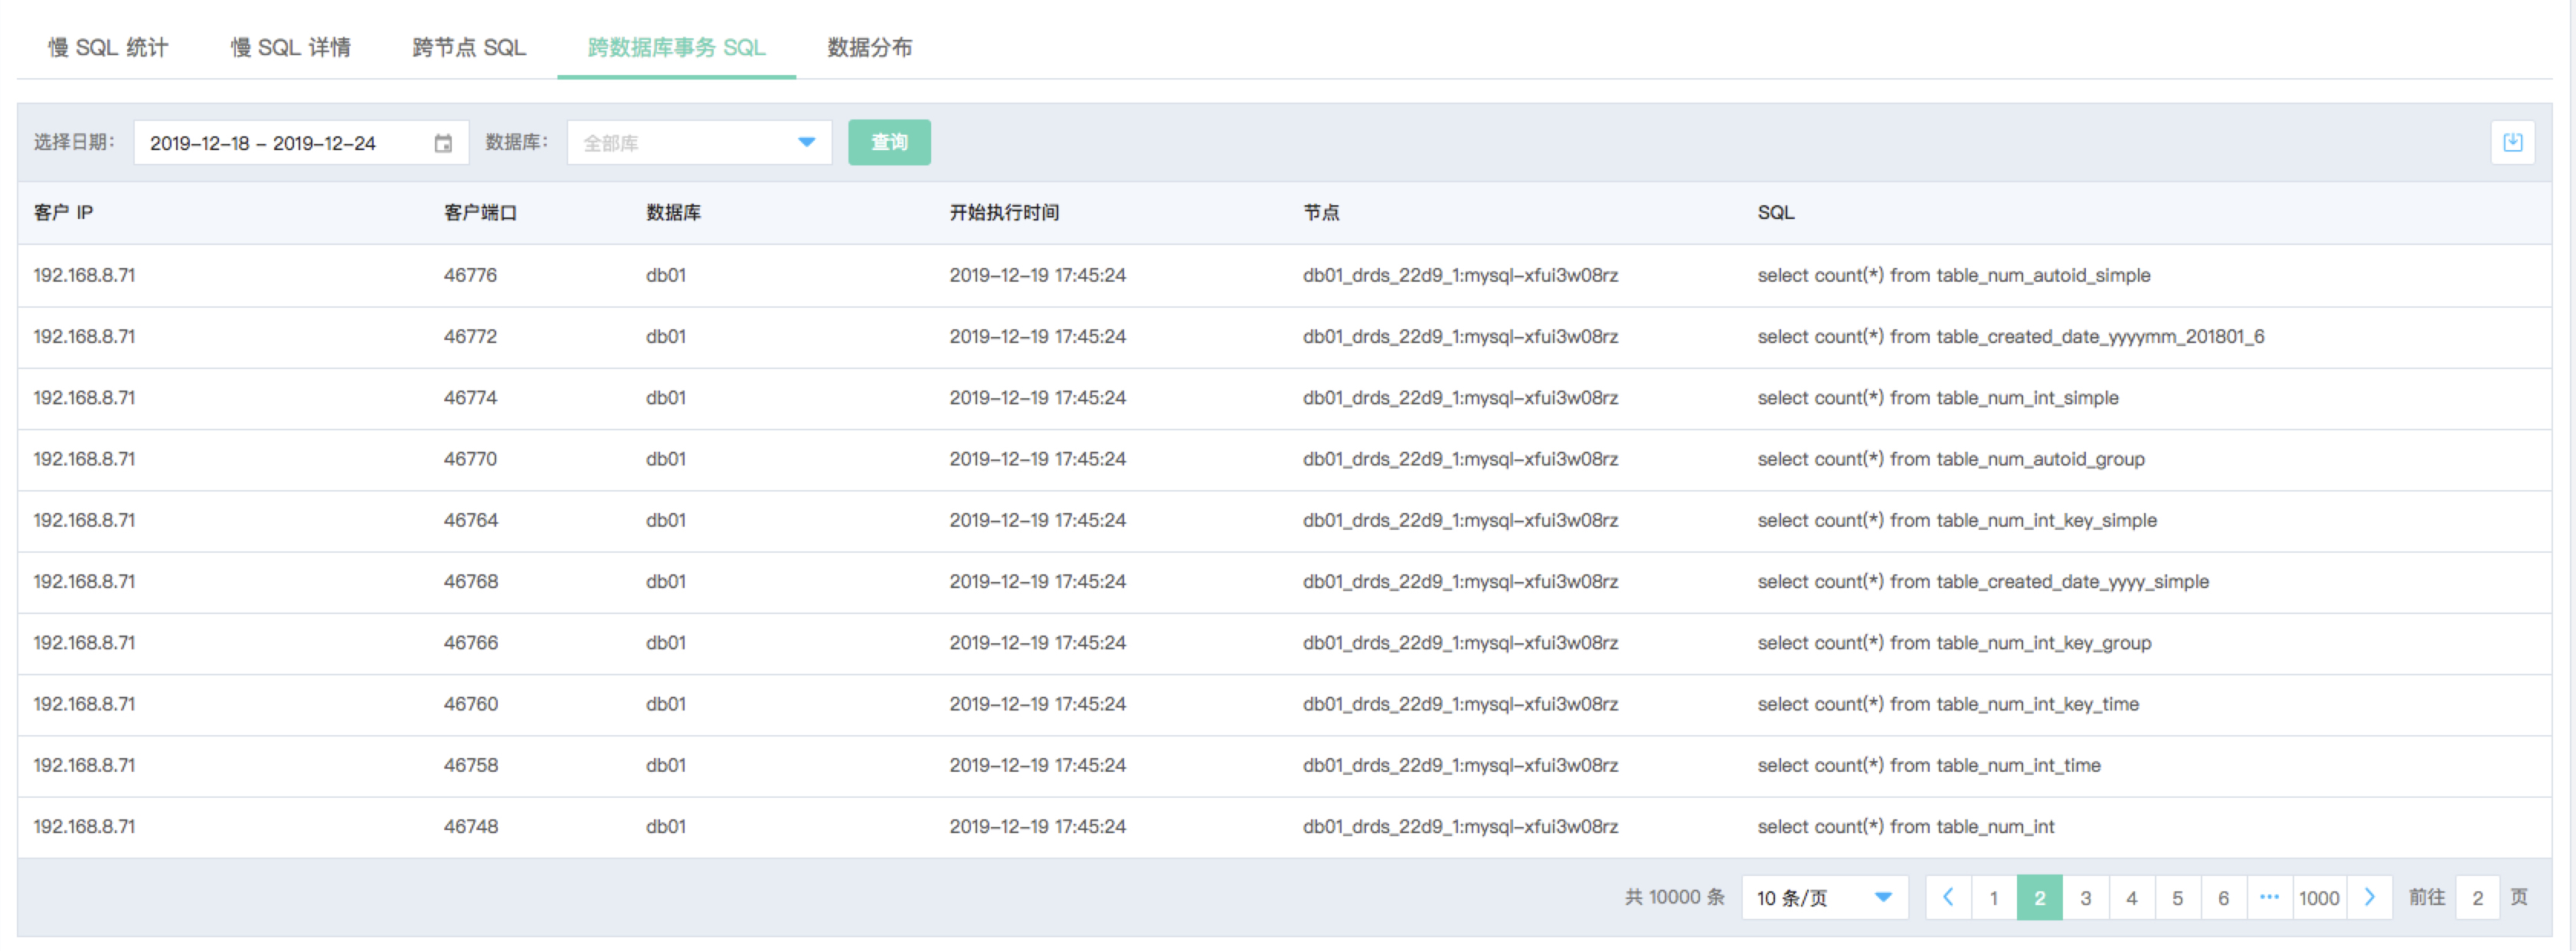 慢 SQL 统计 慢 SQL 详情 跨节点 SQL 跨数据库事务 SQL 数据分布
选择日期： 2019-12-18 - 2019-12-24 数据库： 全部库 查询
客户 IP 客户端口 数据库 开始执行时间 节点 SQL
192.168.8.71 46776 db01 2019-12-19 17:45:24 db01_drds_22d9_1:mysql-xfui3w08rz select count(*) from table_num_autoid_simple
192.168.8.71 46772 db01 2019-12-19 17:45:24 db01_drds_22d9_1:mysql-xfui3w08rz select count(*) from table_created_date_yyyymm_201801_6
192.168.8.71 46774 db01 2019-12-19 17:45:24 db01_drds_22d9_1:mysql-xfui3w08rz select count(*) from table_num_int_simple
192.168.8.71 46770 db01 2019-12-19 17:45:24 db01_drds_22d9_1:mysql-xfui3w08rz select count(*) from table_num_autoid_group
192.168.8.71 46764 db01 2019-12-19 17:45:24 db01_drds_22d9_1:mysql-xfui3w08rz select count(*) from table_num_int_key_simple
192.168.8.71 46768 db01 2019-12-19 17:45:24 db01_drds_22d9_1:mysql-xfui3w08rz select count(*) from table_created_date_yyyy_simple
192.168.8.71 46766 db01 2019-12-19 17:45:24 db01_drds_22d9_1:mysql-xfui3w08rz select count(*) from table_num_int_key_group
192.168.8.71 46760 db01 2019-12-19 17:45:24 db01_drds_22d9_1:mysql-xfui3w08rz select count(*) from table_num_int_key_time
192.168.8.71 46758 db01 2019-12-19 17:45:24 db01_drds_22d9_1:mysql-xfui3w08rz select count(*) from table_num_int_time
192.168.8.71 46748 db01 2019-12-19 17:45:24 db01_drds_22d9_1:mysql-xfui3w08rz select count(*) from table_num_int
共 10000 条 10 条/页 1 2 3 4 5 6 ··· 1000 前往 2 页